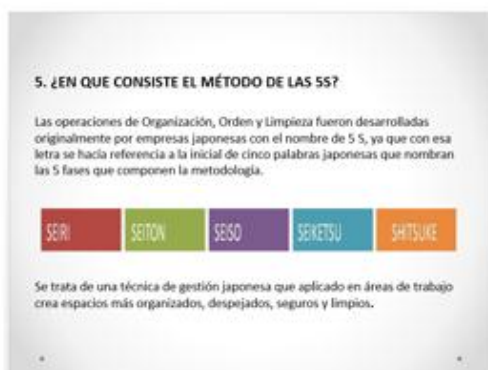 5. ¿EN QUE CONSISTE EL MÉTODO DE LAS 5S?
Las operaciones de Organización, Orden y Limpieza fueron desarrolladas
originalmente por empresas japonesas con el nombre de 5 S, ya que con esa
letra se hacía referencia a la inicial de cinco palabras japonesas que nombran
las 5 fases que componen la metodología.
SEIRI SEITON SEISO SEIKETSU SHITSUKE
Se trata de una técnica de gestión japonesa que aplicado en áreas de trabajo
crea espacios más organizados, despejados, seguros y limpios.